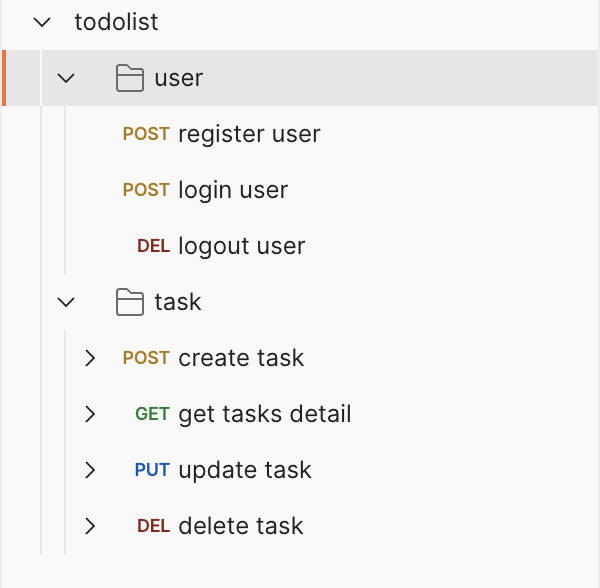 todolist
user
POST register user
POST login user
DEL logout user
task
POST create task
GET get tasks detail
PUT update task
DEL delete task